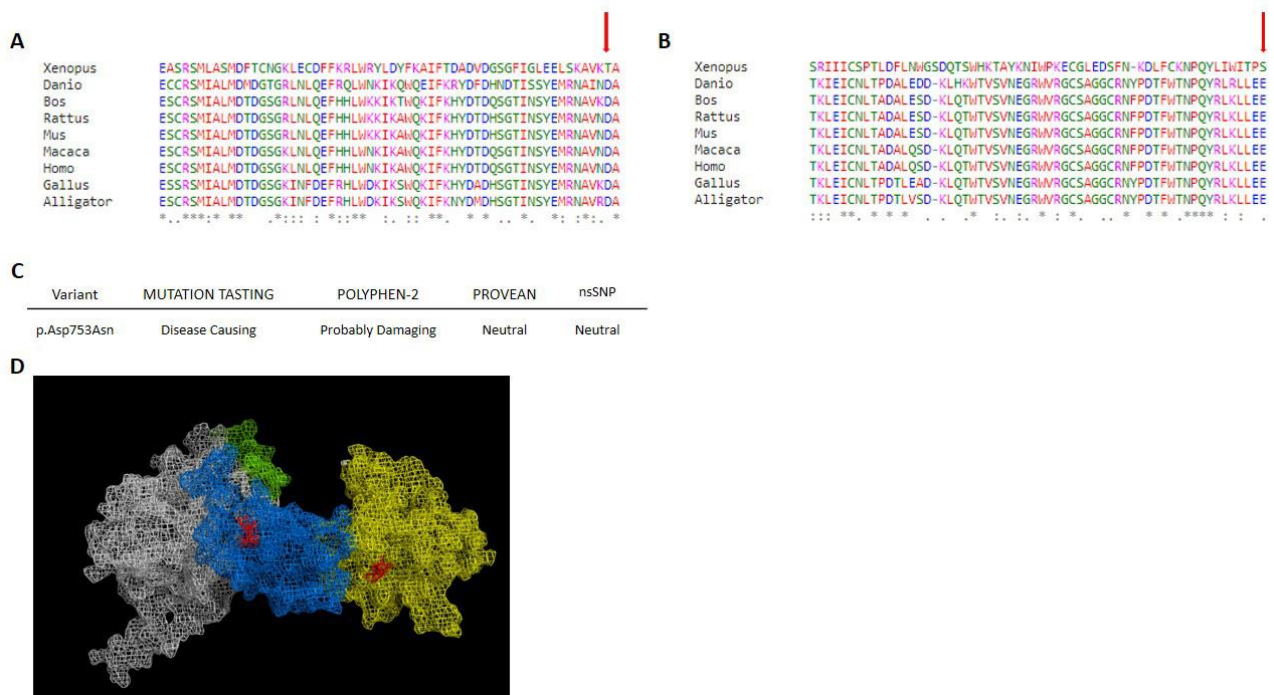 A
Xenopus EASRSMLASMDFTCNGKLECDFFKRLWRYLDYFKAIFTDADVDGSGFIGLEELSKAVKTA
Danio ECCRSMIALMDMDGTGRLNLQEFRQLWNKIKQWQEIFKRYDFDHNDTISSYEMRNAINDA
Bos ESCRSMIALMDTDGSGRLNLQEFHHLWKKIKTWQKIFKHYDTDQSGTINSYEMRNAVNDA
Rattus ESCRSMIALMDTDGSGRLNLQEFHHLWKKIKAWQKIFKHYDTDHSGTINSYEMRNAVNDA
Mus ESCRSMIALMDTDGSGRLNLQEFHHLWKKIKAWQKIFKHYDTDHSGTINSYEMRNAVNDA
Macaca ESCRSMIALMDTDGSGKLNLQEFHHLWNKIKAWQKIFKHYDTDQSGTINSYEMRNAVNDA
Homo ESCRSMIALMDTDGSGKLNLQEFHHLWNKIKAWQKIFKHYDTDQSGTINSYEMRNAVNDA
Gallus ESSRSMIALMDTDGSGKINFDEFRHLWDKIKSWQKIFKHYDADHSGTINSYEMRNAVKDA
Alligator ESCRSMIALMDTDGSGKINFDEFRHLWDKIKSWQKIFKNYDMDHSGTINSYEMRNAVRDA
B
Xenopus SRIIICSPTLDFLNWGSDQTSWHKTAYKNIWPKECGLEDSFN-KDLFCKNPQYLIWITPS
Danio TKIEICNLTPDALEDD-KLHKWTVSVNEGRWVRGCSAGGCRNYPDTFWTNPQYRLRLLEE
Bos TKLEICNLTADALESD-KLQTWTVSVNEGRWVRGCSAGGCRNFPDTFWTNPQYRLKLLEE
Rattus TKLEICNLTADALESD-KLQTWTVSVNEGRWVRGCSAGGCRNFPDTFWTNPQYRLKLLEE
Mus TKLEICNLTADALESD-KLQTWTVSVNEGRWVRGCSAGGCRNFPDTFWTNPQYRLKLLEE
Macaca TKLEICNLTADALQSD-KLQTWTVSVNEGRWVRGCSAGGCRNFPDTFWTNPQYRLKLLEE
Homo TKLEICNLTADALQSD-KLQTWTVSVNEGRWVRGCSAGGCRNFPDTFWTNPQYRLKLLEE
Gallus TKLEICNLTPDTLEAD-KLQTWTVSVNEGRWVRGCSAGGCRNYPDTFWTNPQYRLKLLEE
Alligator TKLEICNLTPDTLVSD-KLQTWTVSVNEGRWVRGCSAGGCRNYPDTFWTNPQYRLKLLEE
C
Variant MUTATION TASTING POLYPHEN-2 PROVEAN nsSNP
p.Asp753Asn Disease Causing Probably Damaging Neutral Neutral
D